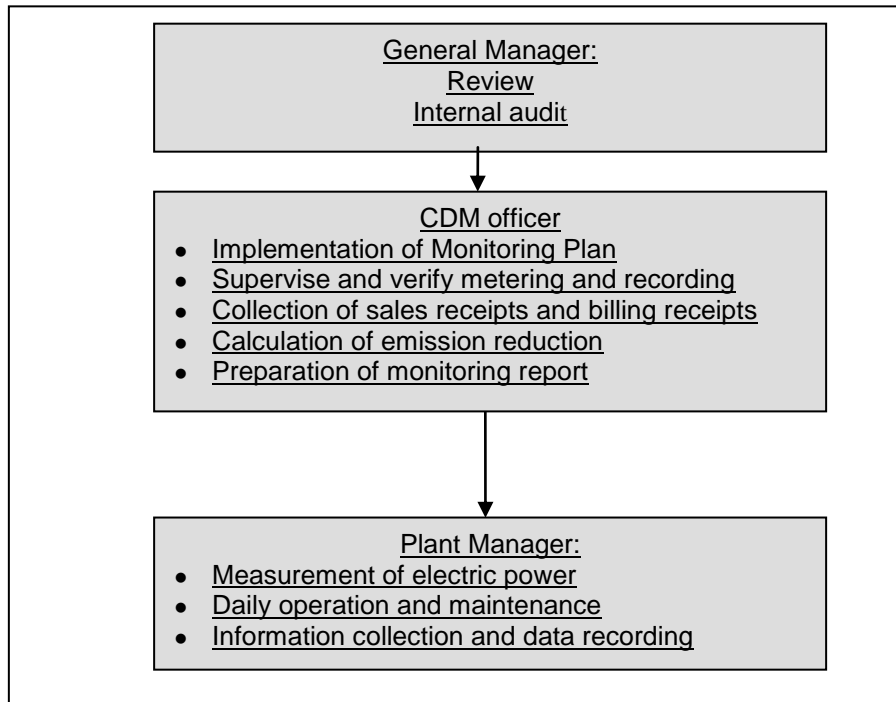 General Manager:
Review
Internal audit
CDM officer
● Implementation of Monitoring Plan
● Supervise and verify metering and recording
● Collection of sales receipts and billing receipts
● Calculation of emission reduction
● Preparation of monitoring report
Plant Manager:
● Measurement of electric power
● Daily operation and maintenance
● Information collection and data recording